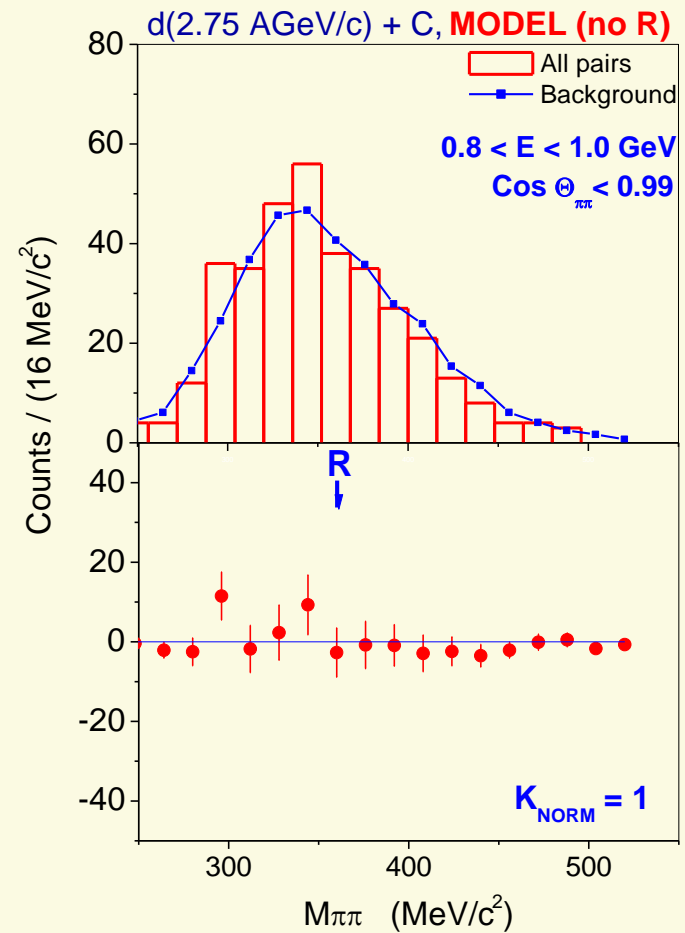 d(2.75 AGeV/c) + C, MODEL (no R)
80
All pairs
Background
0.8 < E < 1.0 GeV
Cos Θππ < 0.99
60
40
20
0
Counts / (16 MeV/c²)
R
40
20
0
-20
-40
K_NORM = 1
300 400 500
Mππ (MeV/c²)